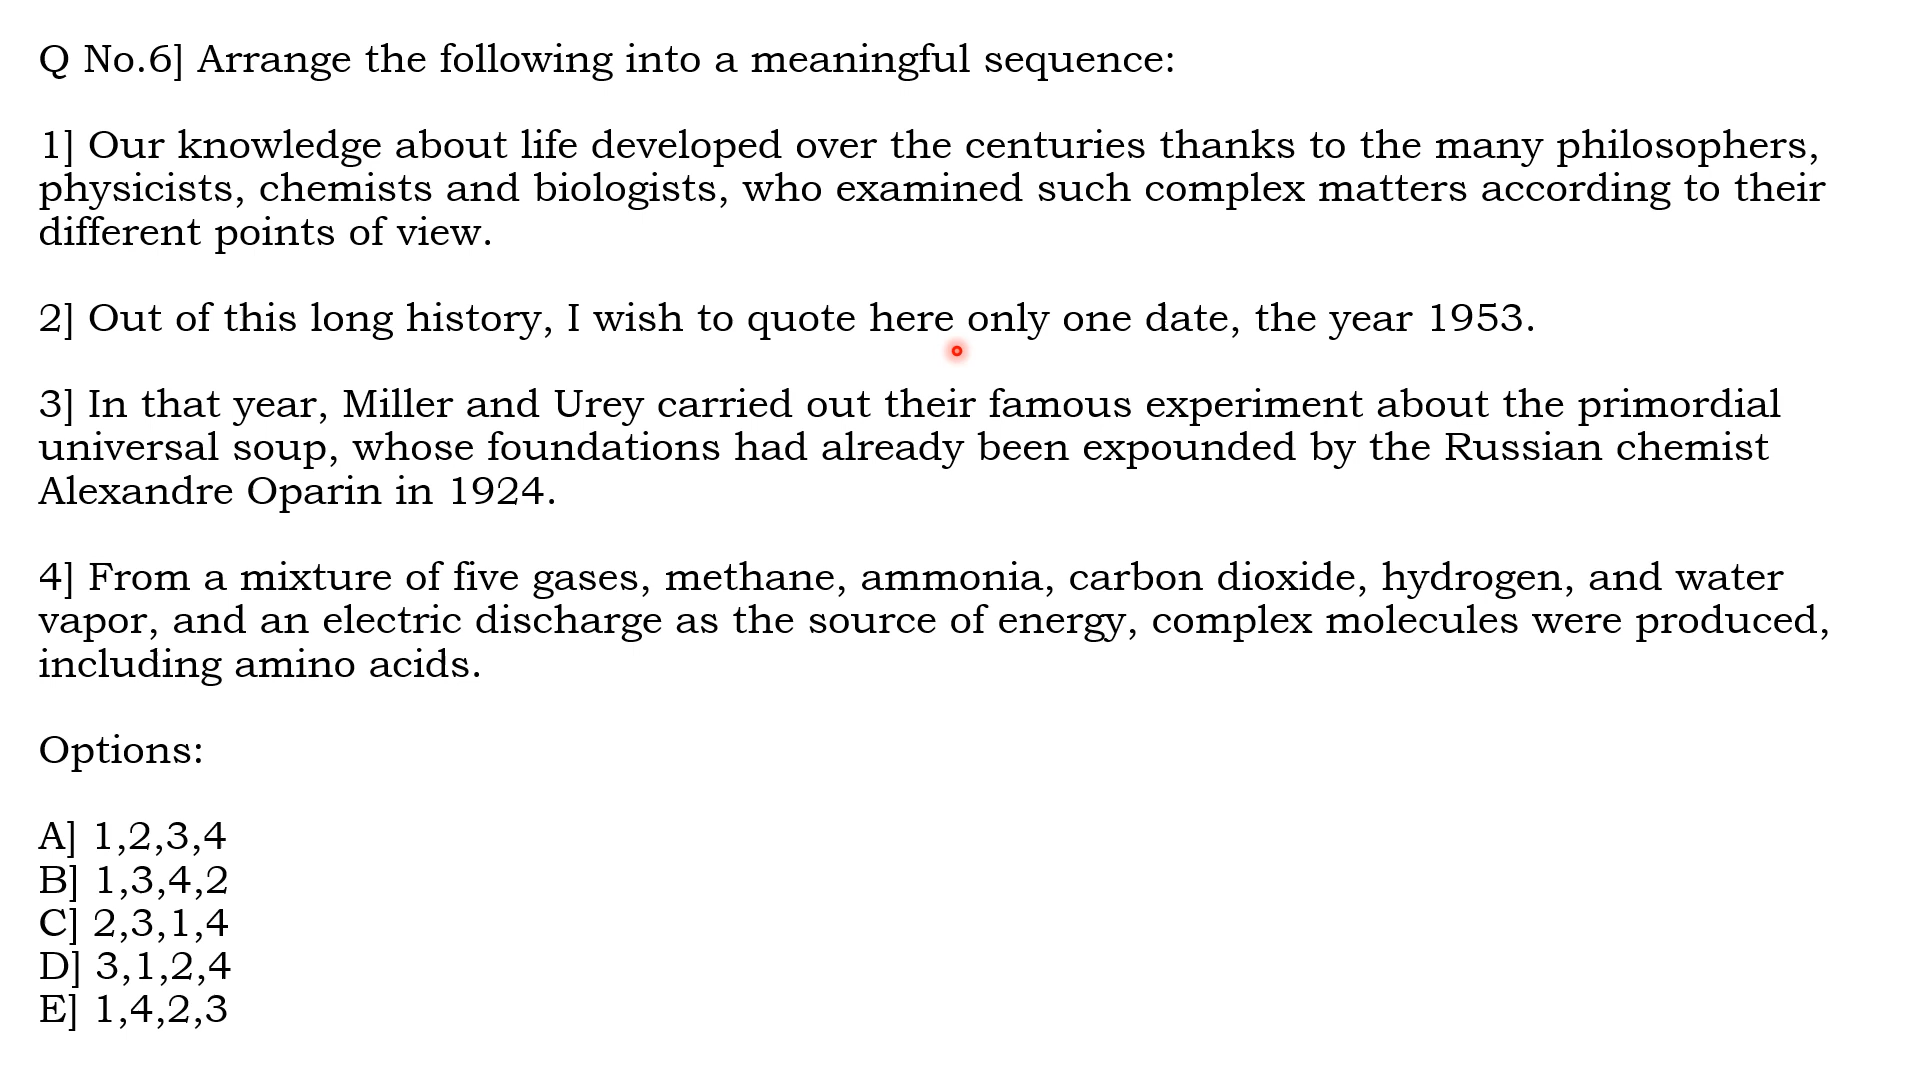 Q No.6] Arrange the following into a meaningful sequence:
1] Our knowledge about life developed over the centuries thanks to the many philosophers,
physicists, chemists and biologists, who examined such complex matters according to their
different points of view.
2] Out of this long history, I wish to quote here only one date, the year 1953.
3] In that year, Miller and Urey carried out their famous experiment about the primordial
universal soup, whose foundations had already been expounded by the Russian chemist
Alexandre Oparin in 1924.
4] From a mixture of five gases, methane, ammonia, carbon dioxide, hydrogen, and water
vapor, and an electric discharge as the source of energy, complex molecules were produced,
including amino acids.
Options:
A] 1,2,3,4
B] 1,3,4,2
C] 2,3,1,4
D] 3,1,2,4
E] 1,4,2,3